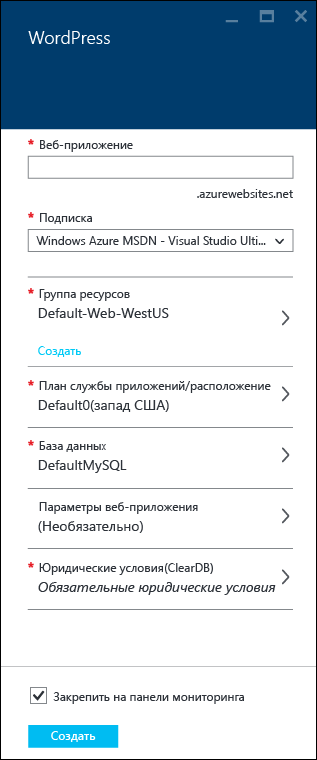 WordPress
* Веб-приложение
.azurewebsites.net
* Подписка
Windows Azure MSDN - Visual Studio Ulti...
* Группа ресурсов
Default-Web-WestUS
Создать
* План службы приложений/расположение
Default0(запад США)
* База данных
DefaultMySQL
Параметры веб-приложения
(Необязательно)
* Юридические условия(ClearDB)
Обязательные юридические условия
Закрепить на панели мониторинга
Создать